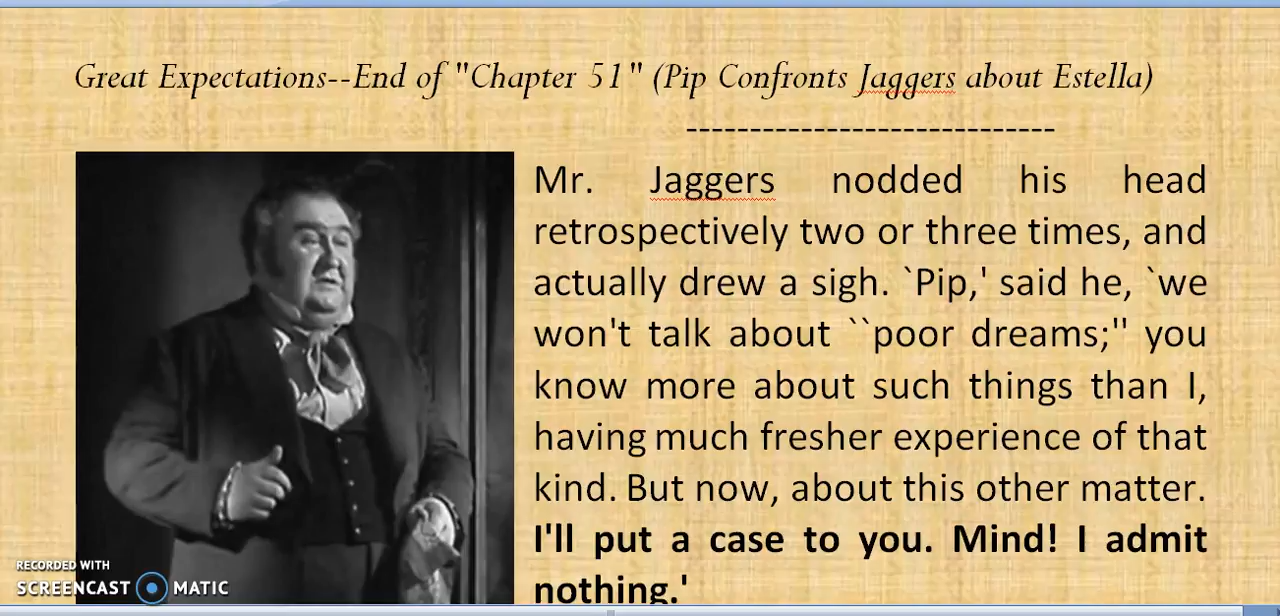 Great Expectations--End of "Chapter 51" (Pip Confronts Jaggers about Estella)
-----------------------------
Mr. Jaggers nodded his head
retrospectively two or three times, and
actually drew a sigh. `Pip,' said he, `we
won't talk about ``poor dreams;'' you
know more about such things than I,
having much fresher experience of that
kind. But now, about this other matter.
I'll put a case to you. Mind! I admit
nothing.'
RECORDED WITH
SCREENCAST MATIC